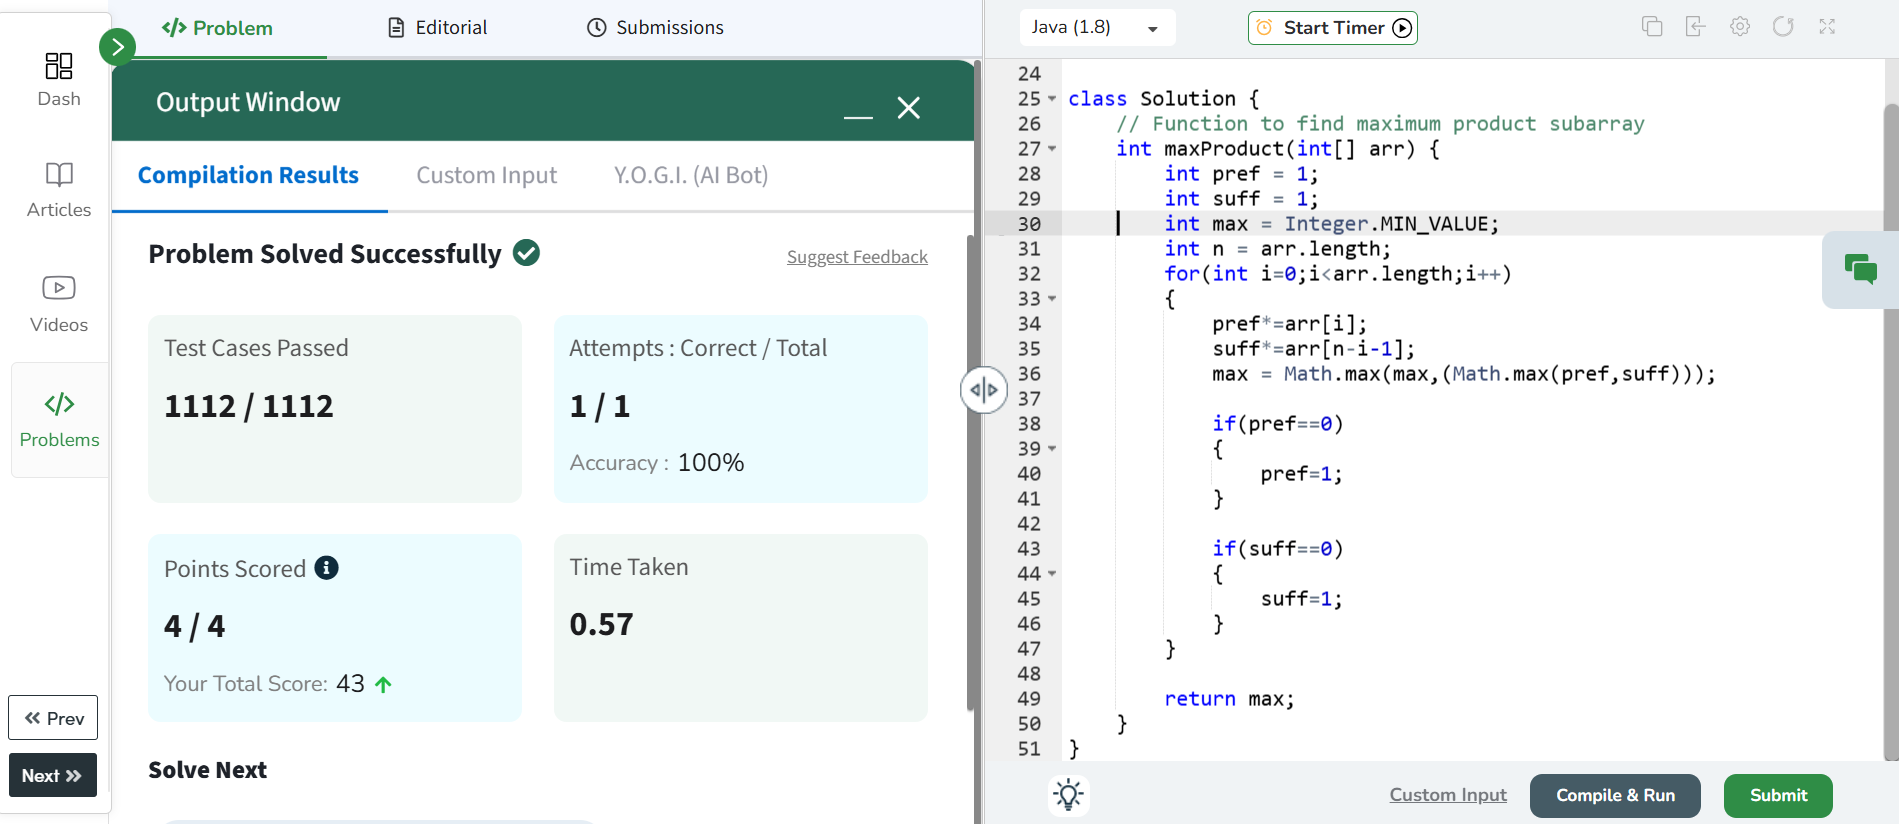 Dash
Articles
Videos
Problems
Prev
Next
Problem
Editorial
Submissions
Output Window
Compilation Results
Custom Input
Y.O.G.I. (AI Bot)
Problem Solved Successfully
Suggest Feedback
Test Cases Passed
1112 / 1112
Attempts : Correct / Total
1 / 1
Accuracy : 100%
Points Scored
4 / 4
Your Total Score: 43
Time Taken
0.57
Solve Next
Java (1.8)
Start Timer
24
25 class Solution {
26 // Function to find maximum product subarray
27 int maxProduct(int[] arr) {
28 int pref = 1;
29 int suff = 1;
30 int max = Integer.MIN_VALUE;
31 int n = arr.length;
32 for(int i=0;i<arr.length;i++)
33 {
34 pref*=arr[i];
35 suff*=arr[n-i-1];
36 max = Math.max(max,(Math.max(pref,suff)));
37
38 if(pref==0)
39 {
40 pref=1;
41 }
42
43 if(suff==0)
44 {
45 suff=1;
46 }
47 }
48
49 return max;
50 }
51 }
Custom Input
Compile & Run
Submit